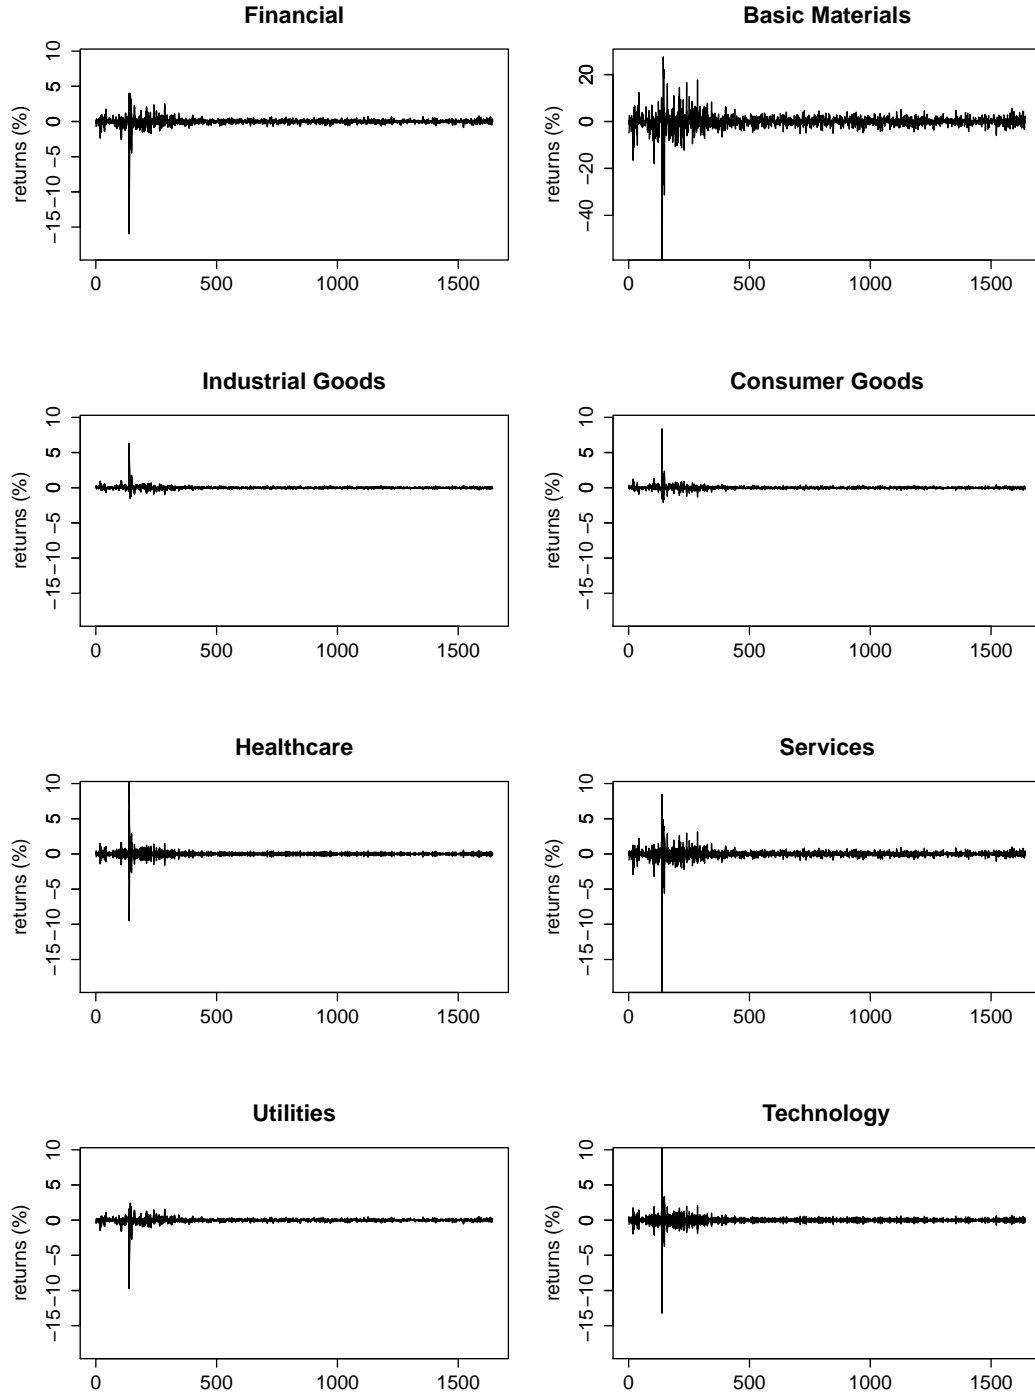 Financial
returns (%)
10
5
0
−5
−10
−15
0 500 1000 1500
Basic Materials
returns (%)
20
0
−20
−40
0 500 1000 1500
Industrial Goods
returns (%)
10
5
0
−5
−10
−15
0 500 1000 1500
Consumer Goods
returns (%)
10
5
0
−5
−10
−15
0 500 1000 1500
Healthcare
returns (%)
10
5
0
−5
−10
−15
0 500 1000 1500
Services
returns (%)
10
5
0
−5
−10
−15
0 500 1000 1500
Utilities
returns (%)
10
5
0
−5
−10
−15
0 500 1000 1500
Technology
returns (%)
10
5
0
−5
−10
−15
0 500 1000 1500